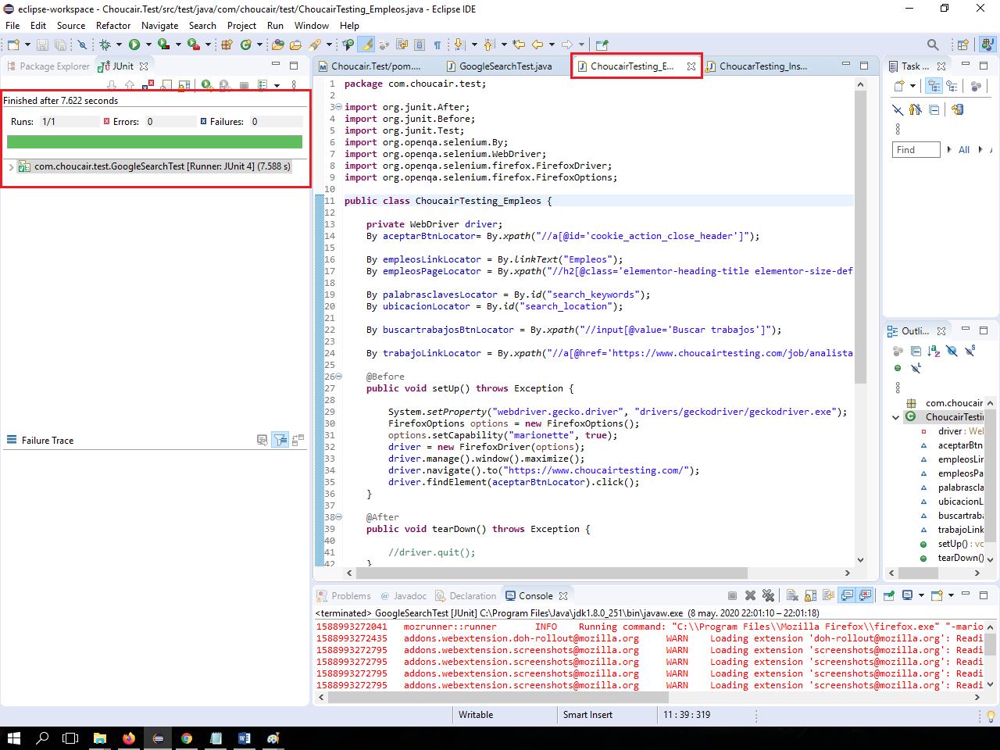 eclipse-workspace - Choucair.Test/src/test/java/com/choucair/test/ChoucairTesting_Empleos.java - Eclipse IDE
File Edit Source Refactor Navigate Search Project Run Window Help
Package Explorer JUnit
Finished after 7.622 seconds
Runs: 1/1 Errors: 0 Failures: 0
com.choucair.test.GoogleSearchTest [Runner: JUnit 4] (7.588 s)
Failure Trace
Choucair.Test/pom.... GoogleSearchTest.java ChoucairTesting_E... ChoucarTesting_Ins...
1 package com.choucair.test;
2
3 import org.junit.After;
4 import org.junit.Before;
5 import org.junit.Test;
6 import org.openqa.selenium.By;
7 import org.openqa.selenium.WebDriver;
8 import org.openqa.selenium.firefox.FirefoxDriver;
9 import org.openqa.selenium.firefox.FirefoxOptions;
10
11 public class ChoucairTesting_Empleos {
12
13 private WebDriver driver;
14 By aceptarBtnLocator= By.xpath("//a[@id='cookie_action_close_header']");
15
16 By empleosLinkLocator = By.linkText("Empleos");
17 By empleosPageLocator = By.xpath("//h2[@class='elementor-heading-title elementor-size-def
18
19 By palabrasclavesLocator = By.id("search_keywords");
20 By ubicacionLocator = By.id("search_location");
21
22 By buscartrabajosBtnLocator = By.xpath("//input[@value='Buscar trabajos']");
23
24 By trabajoLinkLocator = By.xpath("//a[@href='https://www.choucairtesting.com/job/analista
25
26 @Before
27 public void setUp() throws Exception {
28
29 System.setProperty("webdriver.gecko.driver", "drivers/geckodriver/geckodriver.exe");
30 FirefoxOptions options = new FirefoxOptions();
31 options.setCapability("marionette", true);
32 driver = new FirefoxDriver(options);
33 driver.manage().window().maximize();
34 driver.navigate().to("https://www.choucairtesting.com/");
35 driver.findElement(aceptarBtnLocator).click();
36 }
37
38 @After
39 public void tearDown() throws Exception {
40
41 //driver.quit();
42 }
Task ...
Find All A
Outli...
com.choucair
ChoucairTesti
driver : Wel
aceptarBtn
empleosLin
empleosPa
palabrascla
ubicacionL
buscartraba
trabajoLink
setUp() : vo
tearDown()
Problems @ Javadoc Declaration Console
<terminated> GoogleSearchTest [JUnit] C:\Program Files\Java\jdk1.8.0_251\bin\javaw.exe (8 may. 2020 22:01:10 – 22:01:18)
1588993272041 mozrunner::runner INFO Running command: "C:\\Program Files\\Mozilla Firefox\\firefox.exe" "-mario
1588993272435 addons.webextension.doh-rollout@mozilla.org WARN Loading extension 'doh-rollout@mozilla.org': Readi
1588993272795 addons.webextension.screenshots@mozilla.org WARN Loading extension 'screenshots@mozilla.org': Readi
1588993272795 addons.webextension.screenshots@mozilla.org WARN Loading extension 'screenshots@mozilla.org': Readi
1588993272795 addons.webextension.screenshots@mozilla.org WARN Loading extension 'screenshots@mozilla.org': Readi
1588993272795 addons.webextension.screenshots@mozilla.org WARN Loading extension 'screenshots@mozilla.org': Readi
Writable Smart Insert 11 : 39 : 319